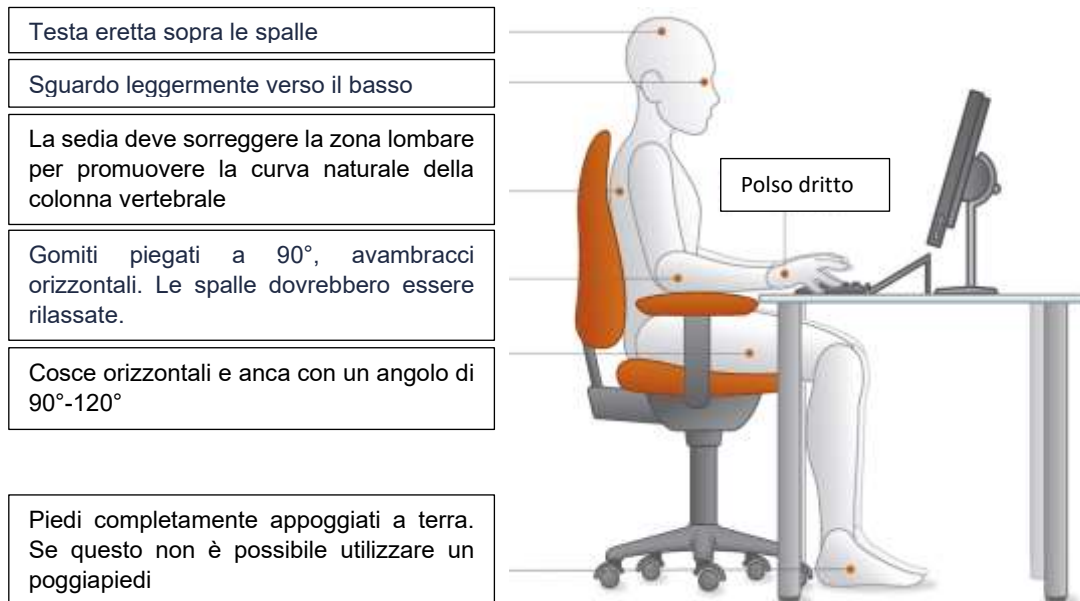 Testa eretta sopra le spalle
Sguardo leggermente verso il basso
La sedia deve sorreggere la zona lombare
per promuovere la curva naturale della
colonna vertebrale
Polso dritto
Gomiti piegati a 90°, avambracci
orizzontali. Le spalle dovrebbero essere
rilassate.
Cosce orizzontali e anca con un angolo di
90°-120°
Piedi completamente appoggiati a terra.
Se questo non è possibile utilizzare un
poggiapiedi